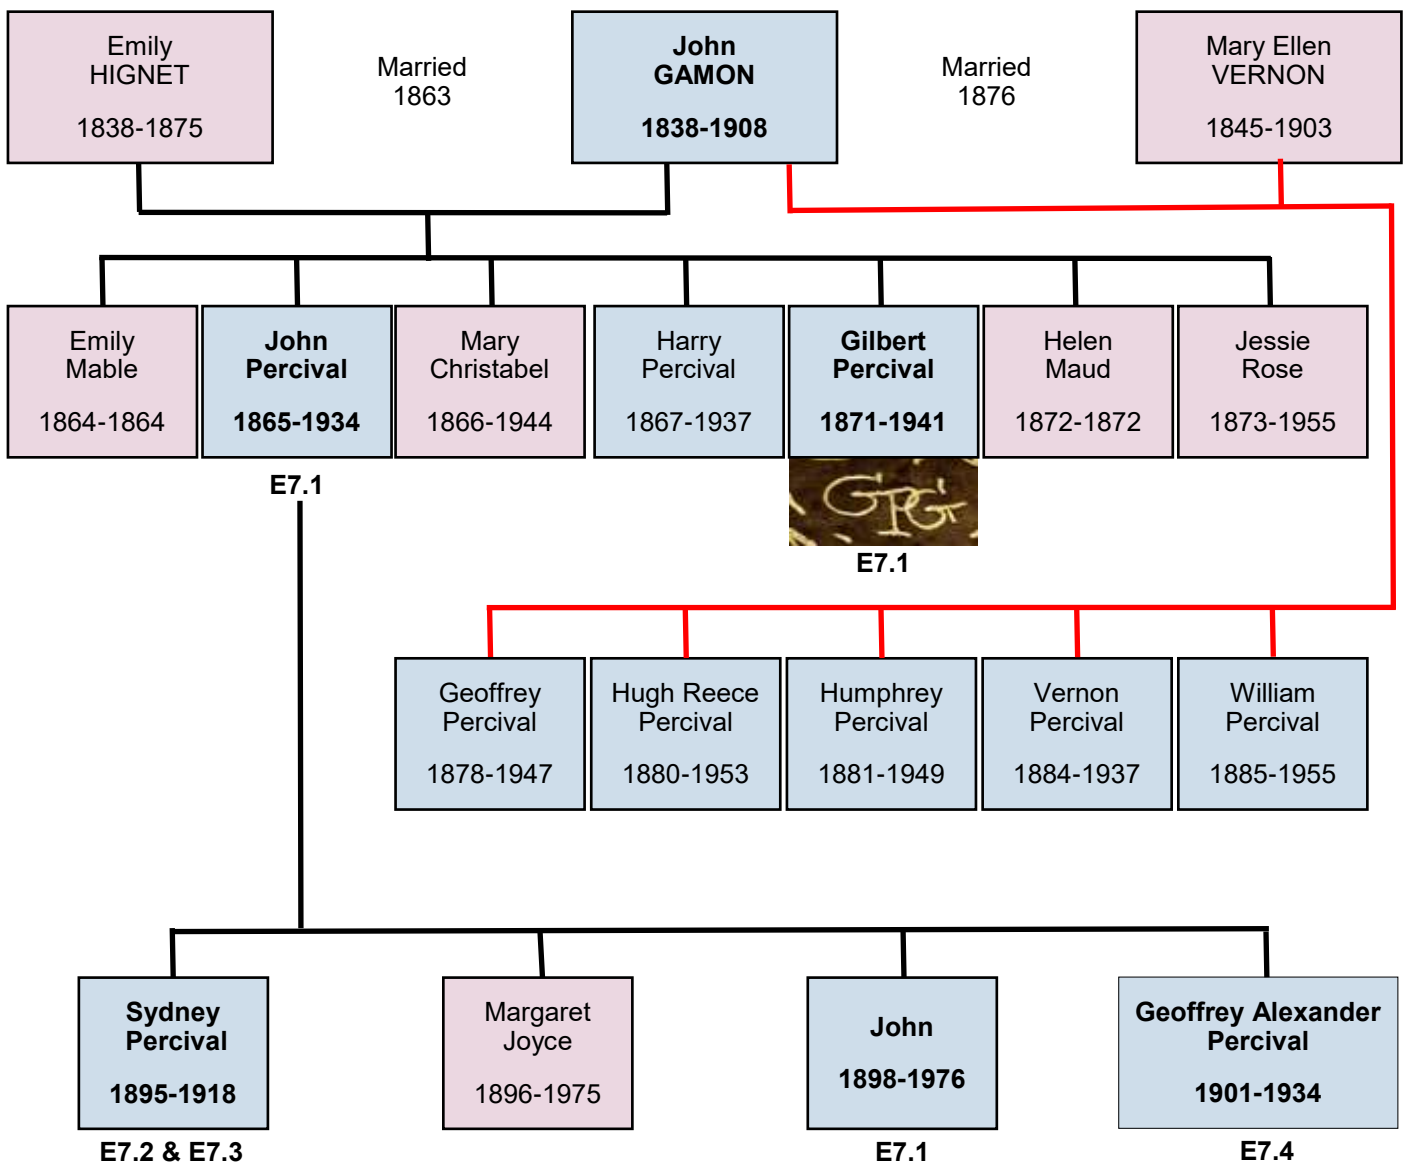 Emily
HIGNET
1838-1875
Married
1863
John
GAMON
1838-1908
Married
1876
Mary Ellen
VERNON
1845-1903
Emily
Mable
1864-1864
John
Percival
1865-1934
Mary
Christabel
1866-1944
Harry
Percival
1867-1937
Gilbert
Percival
1871-1941
Helen
Maud
1872-1872
Jessie
Rose
1873-1955
E7.1
GPG
E7.1
Geoffrey
Percival
1878-1947
Hugh Reece
Percival
1880-1953
Humphrey
Percival
1881-1949
Vernon
Percival
1884-1937
William
Percival
1885-1955
Sydney
Percival
1895-1918
Margaret
Joyce
1896-1975
John
1898-1976
Geoffrey Alexander
Percival
1901-1934
E7.2 & E7.3
E7.1
E7.4